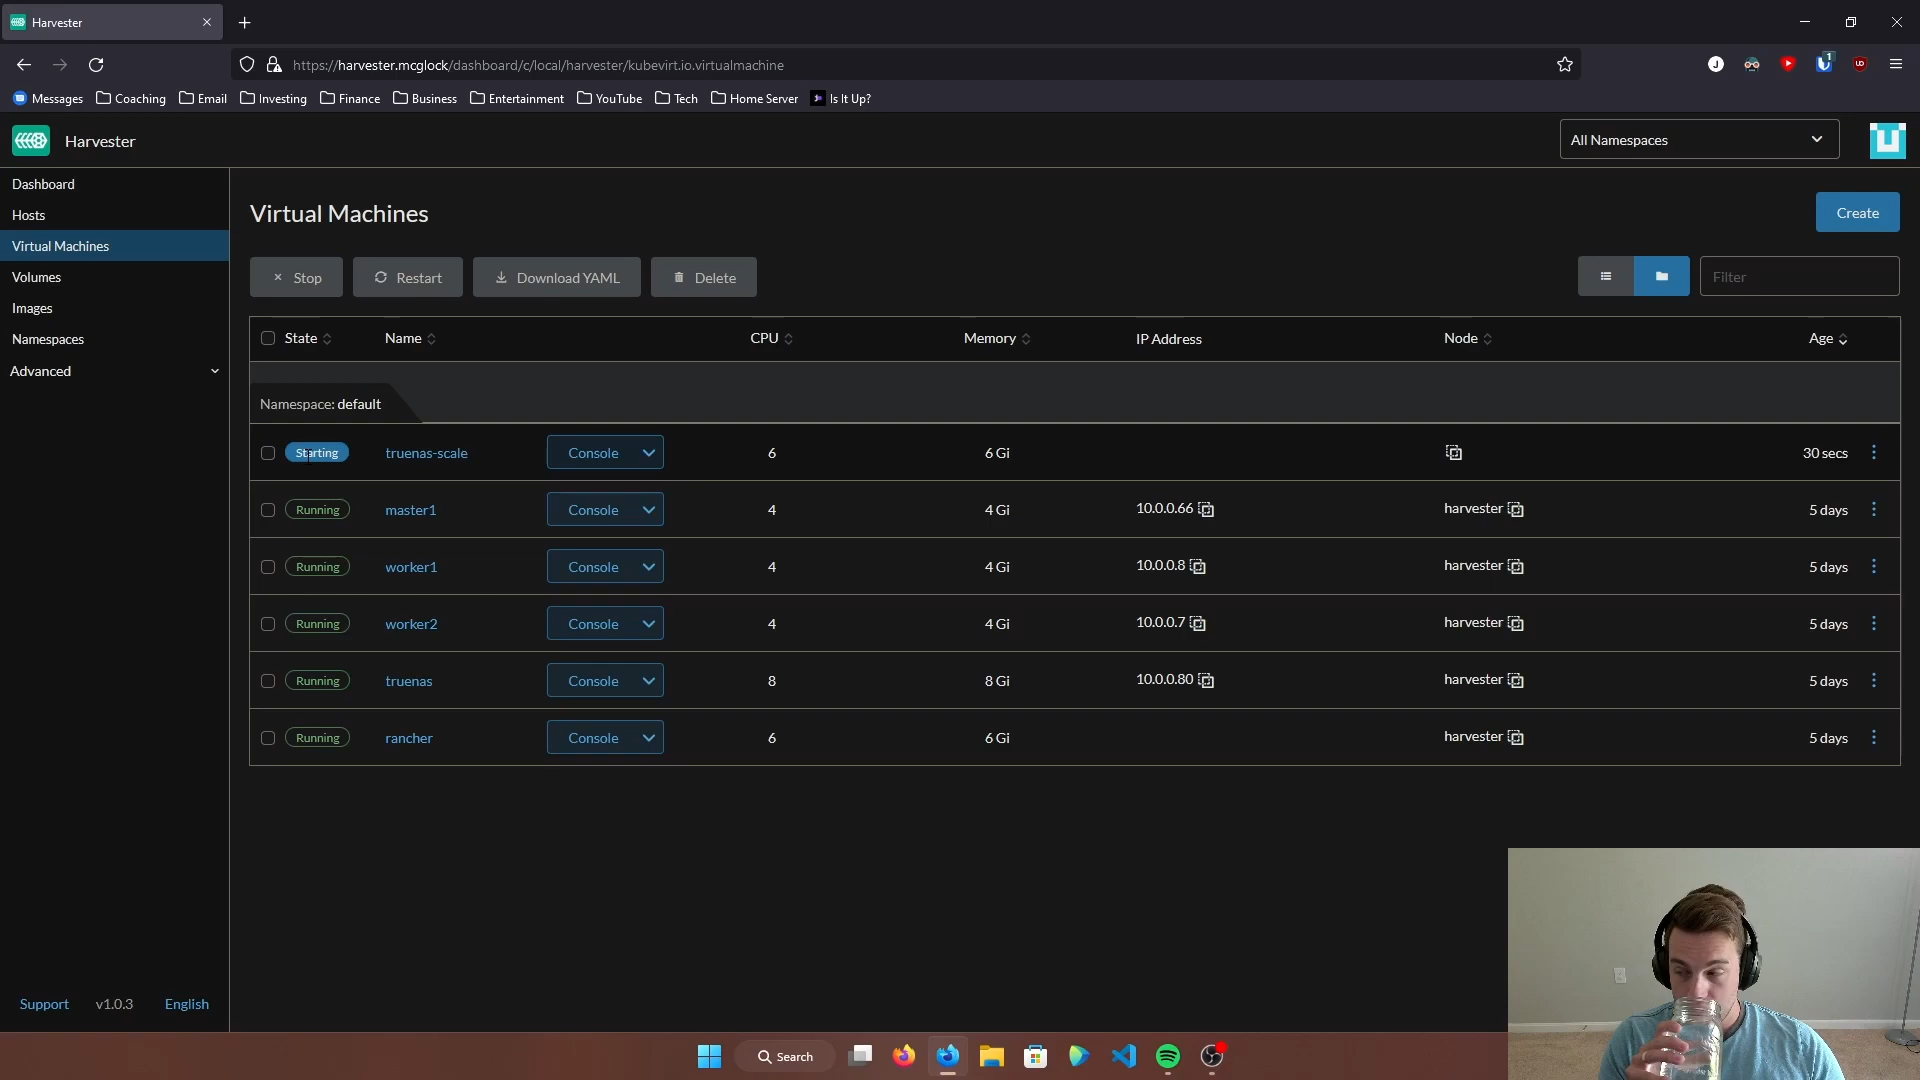 Harvester
https://harvester.mcglock/dashboard/c/local/harvester/kubevirt.io.virtualmachine
1
UD
J
Messages Coaching Email Investing Finance Business Entertainment YouTube Tech Home Server Is It Up?
Harvester
All Namespaces
Dashboard
Hosts
Virtual Machines
Volumes
Images
Namespaces
Advanced
Virtual Machines
Create
Stop Restart Download YAML Delete
Filter
State Name CPU Memory IP Address Node Age
Namespace: default
Starting truenas-scale Console 6 6 Gi 30 secs
Running master1 Console 4 4 Gi 10.0.0.66 harvester 5 days
Running worker1 Console 4 4 Gi 10.0.0.8 harvester 5 days
Running worker2 Console 4 4 Gi 10.0.0.7 harvester 5 days
Running truenas Console 8 8 Gi 10.0.0.80 harvester 5 days
Running rancher Console 6 6 Gi harvester 5 days
Support v1.0.3 English
Search